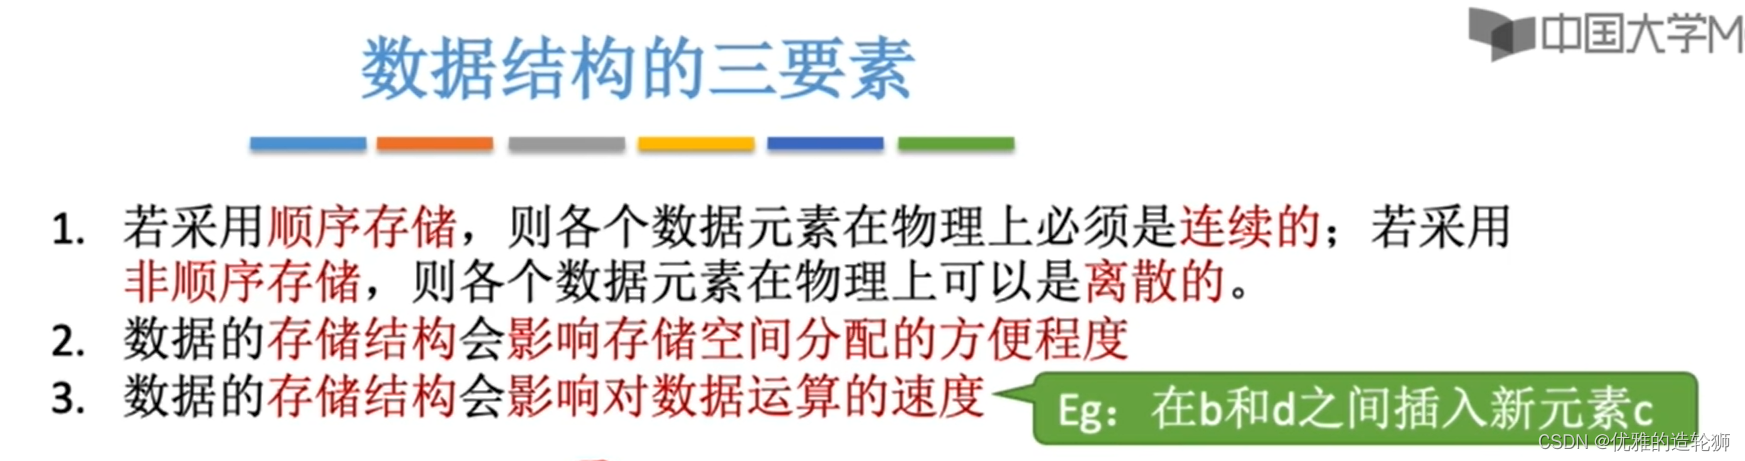 中国大学M
数据结构的三要素
1. 若采用顺序存储，则各个数据元素在物理上必须是连续的；若采用
非顺序存储，则各个数据元素在物理上可以是离散的。
2. 数据的存储结构会影响存储空间分配的方便程度
3. 数据的存储结构会影响对数据运算的速度
Eg：在b和d之间插入新元素c
CSDN @优雅的造轮狮